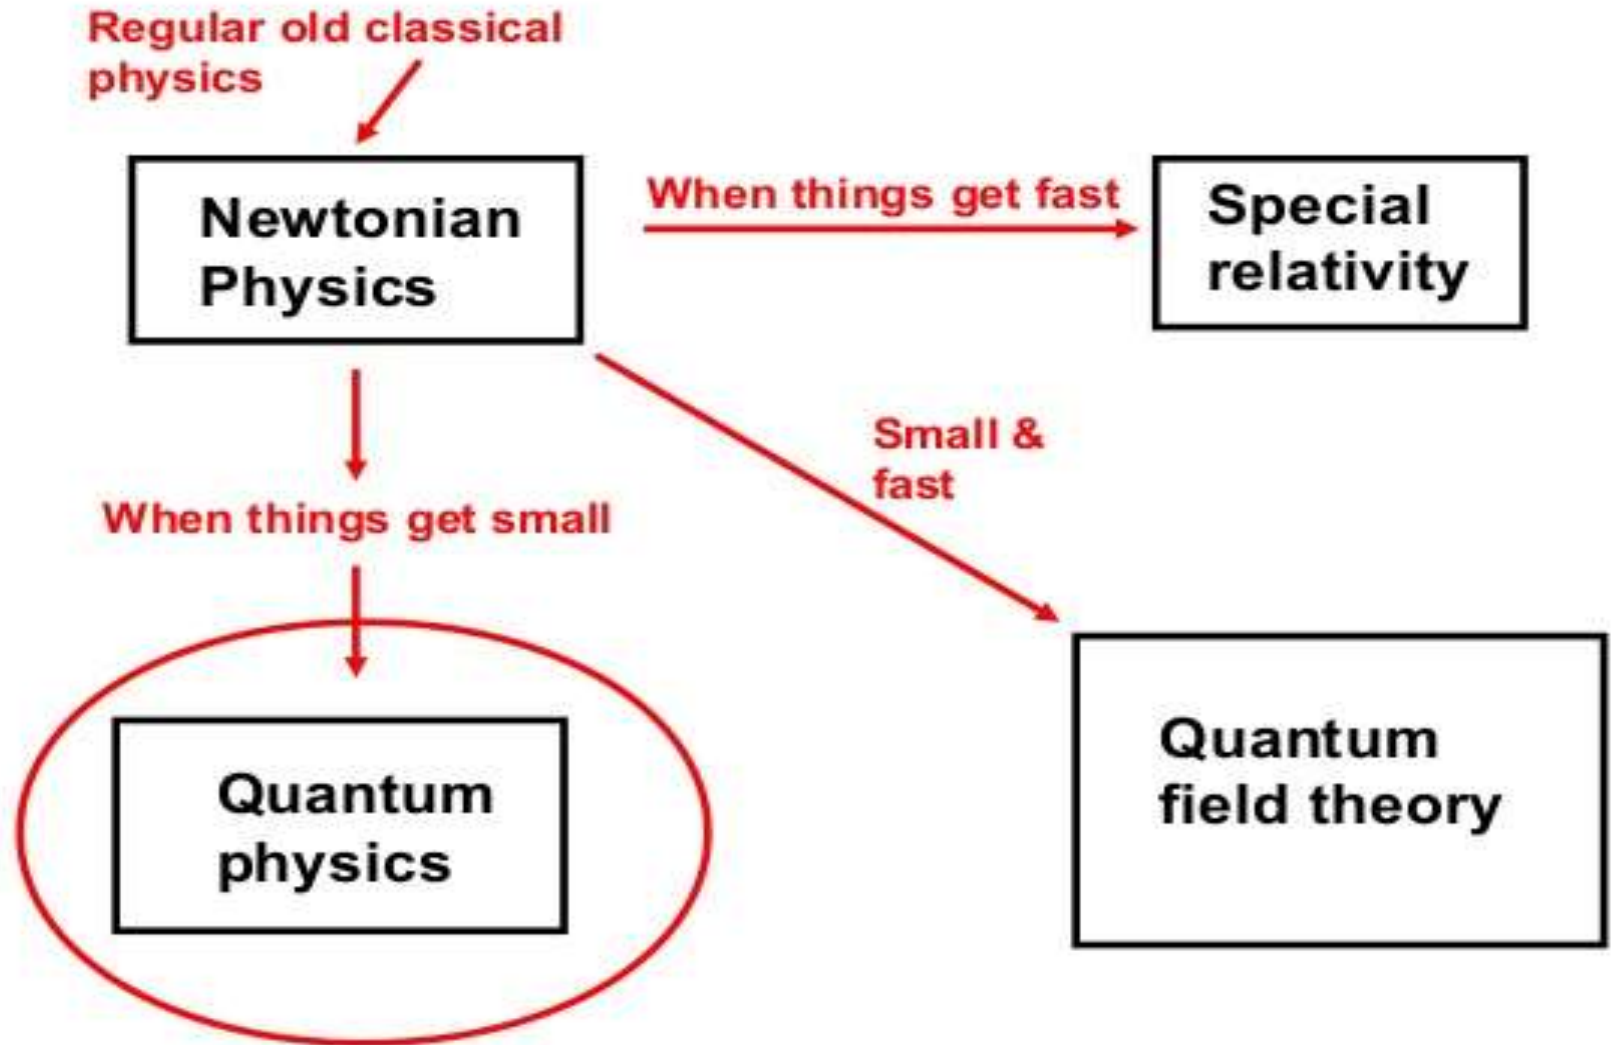 Regular old classical
physics
Newtonian
Physics
When things get fast
Special
relativity
Small &
fast
When things get small
Quantum
physics
Quantum
field theory